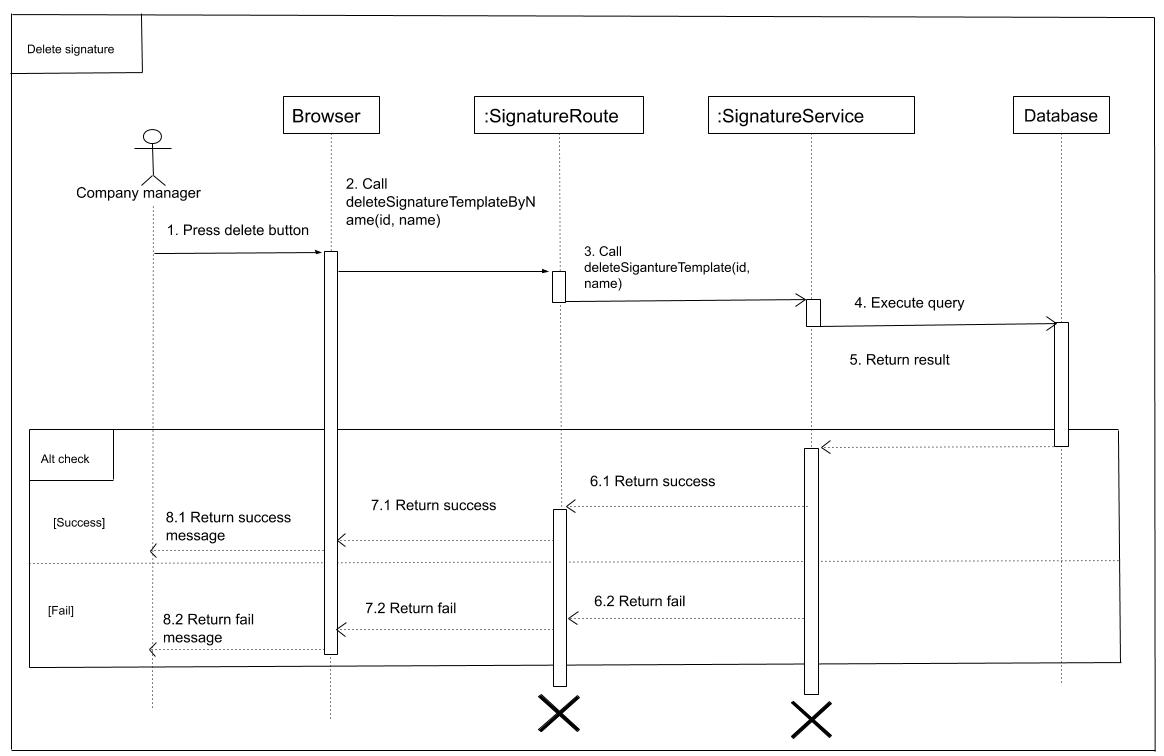 Delete signature
Browser
:SignatureRoute
:SignatureService
Database
Company manager
1. Press delete button
2. Call
deleteSignatureTemplateByN
ame(id, name)
3. Call
deleteSigantureTemplate(id,
name)
4. Execute query
5. Return result
Alt check
[Success]
6.1 Return success
7.1 Return success
8.1 Return success
message
[Fail]
6.2 Return fail
7.2 Return fail
8.2 Return fail
message